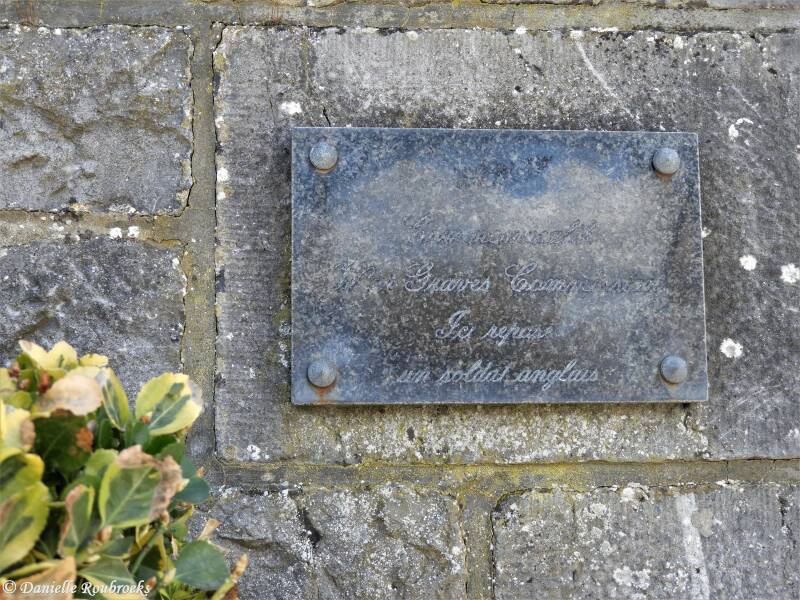 Commonwealth
War Graves Commission
Ici repose
un soldat anglais
© Danielle Roubroeks